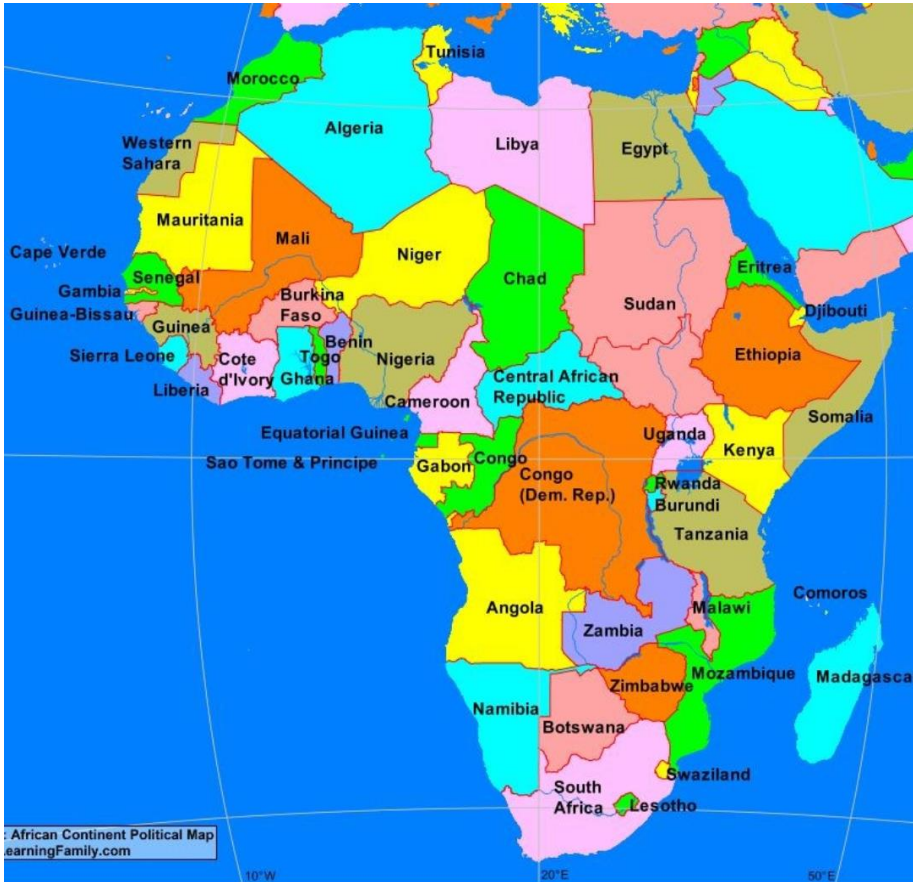 Tunisia
Morocco
Algeria
Libya
Egypt
Western
Sahara
Mauritania
Mali
Niger
Chad
Sudan
Eritrea
Cape Verde
Senegal
Gambia
Guinea-Bissau
Guinea
Burkina
Faso
Djibouti
Benin
Togo
Nigeria
Ethiopia
Sierra Leone
Cote
d'Ivory
Ghana
Liberia
Central African
Republic
Cameroon
Somalia
Equatorial Guinea
Uganda
Kenya
Sao Tome & Principe
Gabon
Congo
Congo
(Dem. Rep.)
Rwanda
Burundi
Tanzania
Comoros
Angola
Malawi
Zambia
Mozambique
Madagasca
Zimbabwe
Namibia
Botswana
Swaziland
South
Africa
Lesotho
: African Continent Political Map
LearningFamily.com
10°W
20°E
50°E